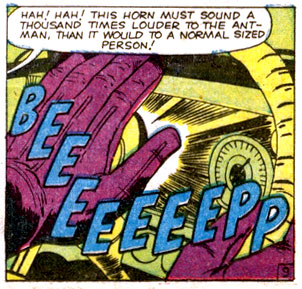 HAH! HAH! THIS HORN MUST SOUND A
THOUSAND TIMES LOUDER TO THE ANT-
MAN, THAN IT WOULD TO A NORMAL SIZED
PERSON!
BEEEEEEEEPP
9